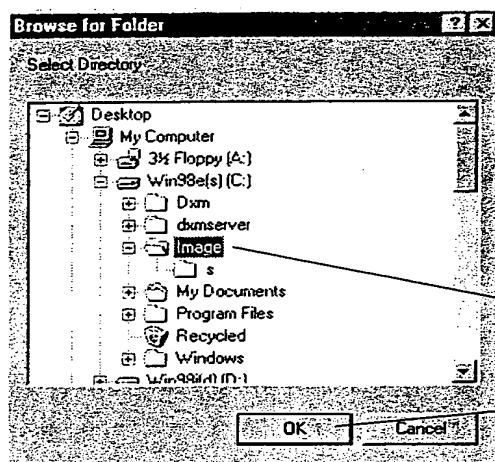 Browse for Folder
Select Directory
Desktop
My Computer
3½ Floppy (A:)
Win98e(s) (C:)
Dxm
dxmserver
Image
s
My Documents
Program Files
Recycled
Windows
Win98i(d) (D:)
OK
Cancel